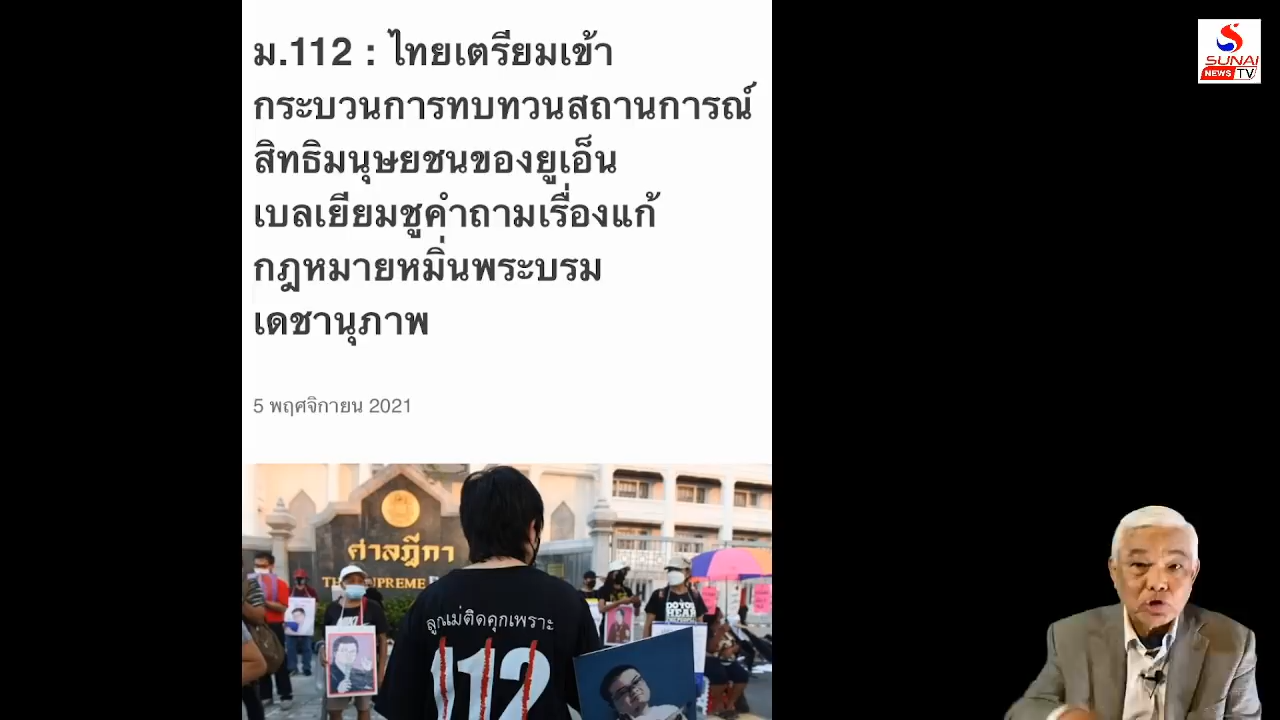 ม.112 : ไทยเตรียมเข้า
กระบวนการทบทวนสถานการณ์
สิทธิมนุษยชนของยูเอ็น
เบลเยียมชูคำถามเรื่องแก้
กฎหมายหมิ่นพระบรม
เดชานุภาพ
5 พฤศจิกายน 2021
SUNAI
NEWS TV
ศาลฎีกา
THE SUPREME
ลูกแม่ติดคุกเพราะ
112
DO YOU
HEAR